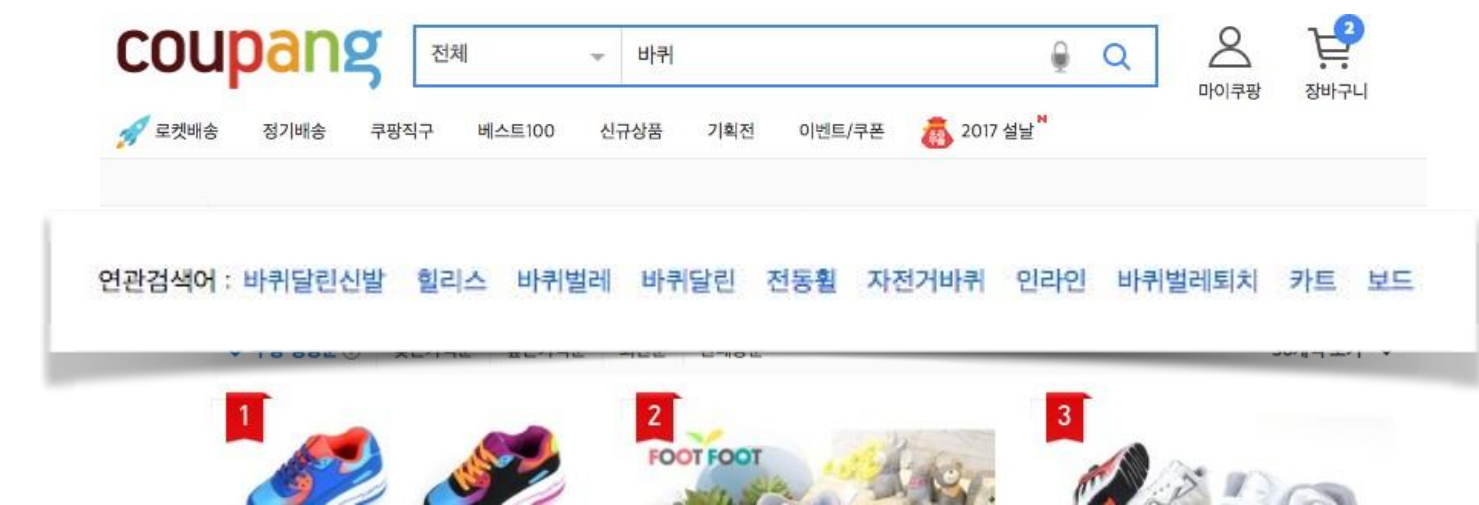 coupang 전체 바퀴 2
마이쿠팡 장바구니
로켓배송 정기배송 쿠팡직구 베스트100 신규상품 기획전 이벤트/쿠폰 2017 설날 N
연관검색어 : 바퀴달린신발 힐리스 바퀴벌레 바퀴달린 전동휠 자전거바퀴 인라인 바퀴벌레퇴치 카트 보드
1 2 3
FOOT FOOT